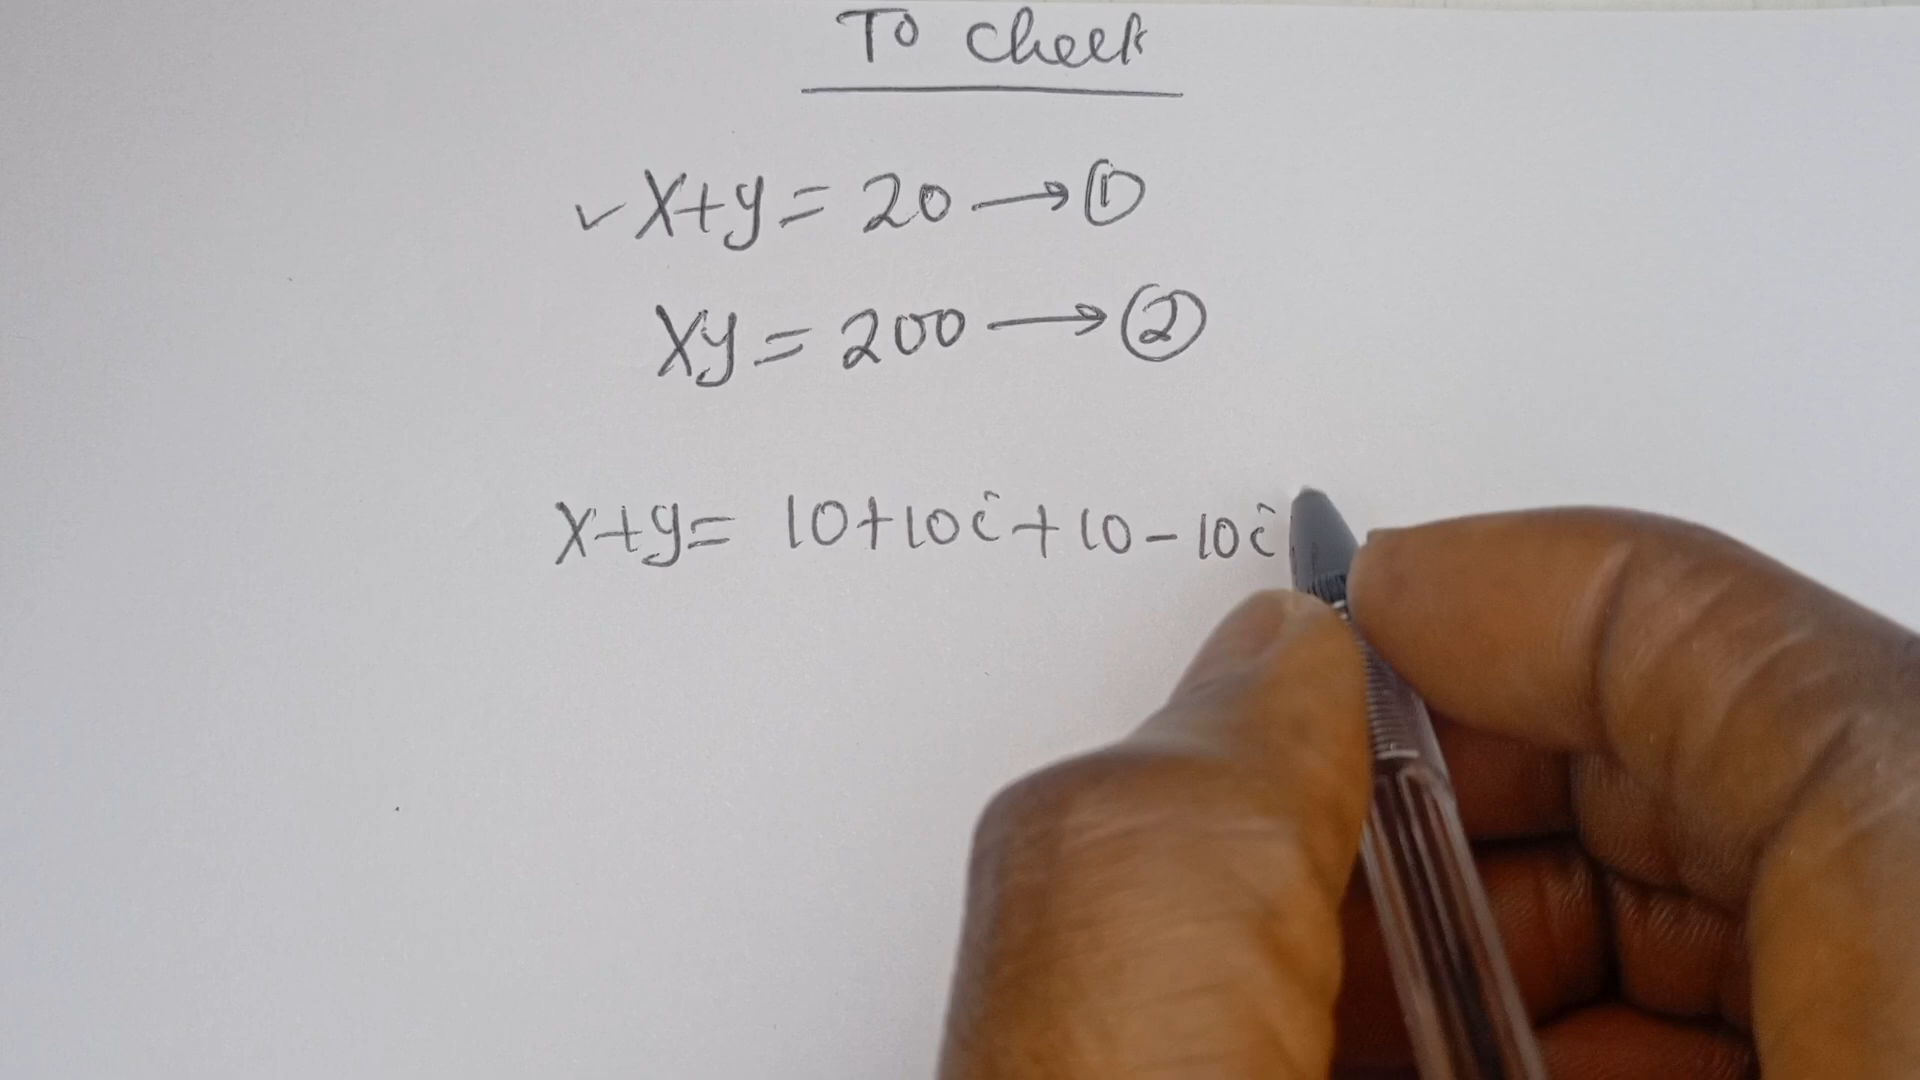 To Check
✓ x+y = 20 → ①
xy = 200 → ②
x+y = 10+10i+10-10i